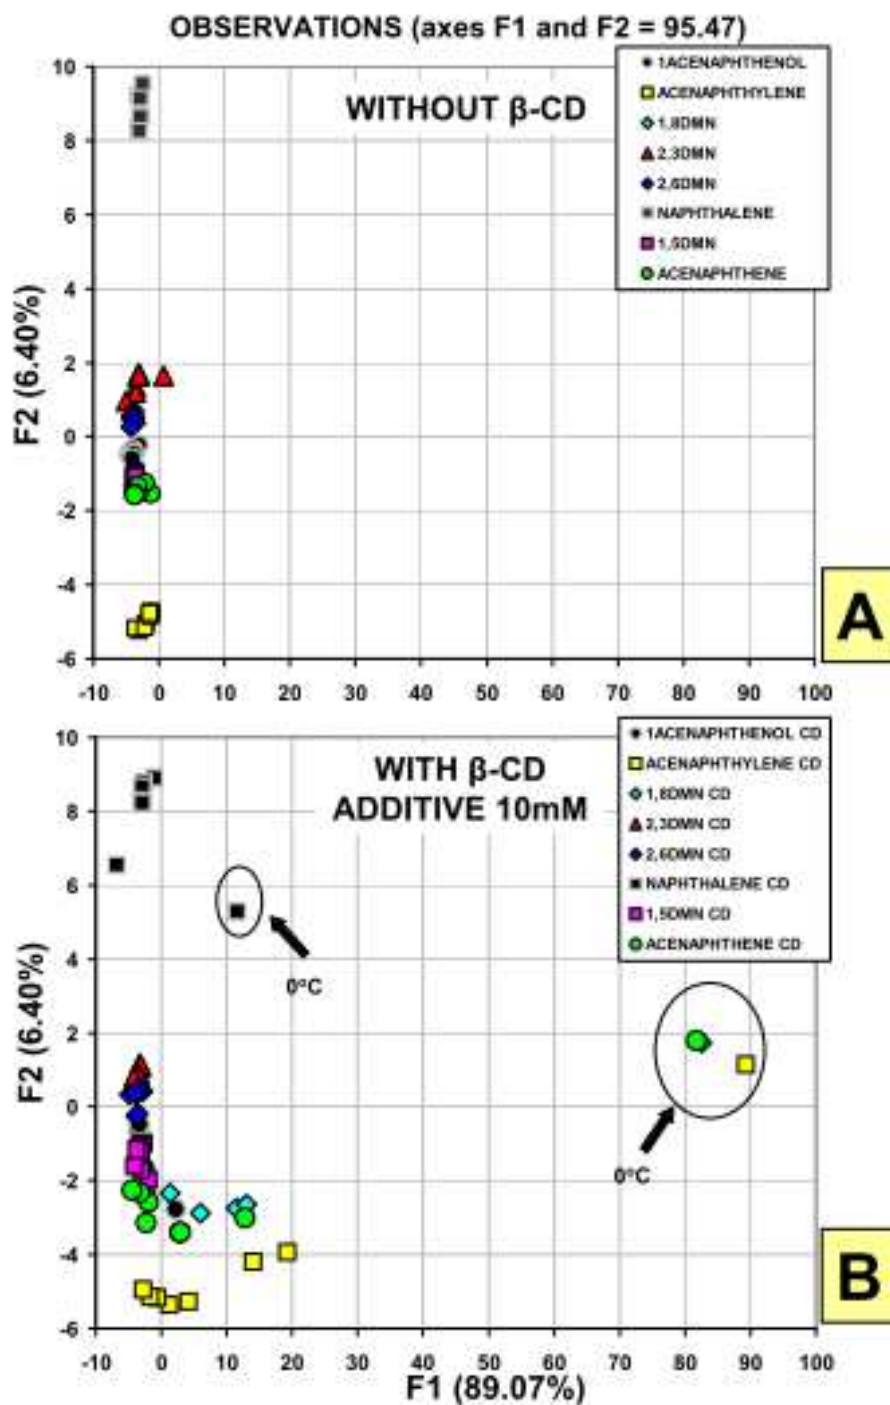 OBSERVATIONS (axes F1 and F2 = 95.47)
WITHOUT β-CD
1ACENAPHTHENOL
ACENAPHTHYLENE
1,8DMN
2,3DMN
2,6DMN
NAPHTHALENE
1,5DMN
ACENAPHTHENE
F2 (6.40%)
10
8
6
4
2
0
-2
-4
-6
-10 0 10 20 30 40 50 60 70 80 90 100
A
WITH β-CD
ADDITIVE 10mM
1ACENAPHTHENOL CD
ACENAPHTHYLENE CD
1,8DMN CD
2,3DMN CD
2,6DMN CD
NAPHTHALENE CD
1,5DMN CD
ACENAPHTHENE CD
0°C
0°C
F2 (6.40%)
10
8
6
4
2
0
-2
-4
-6
-10 0 10 20 30 40 50 60 70 80 90 100
F1 (89.07%)
B